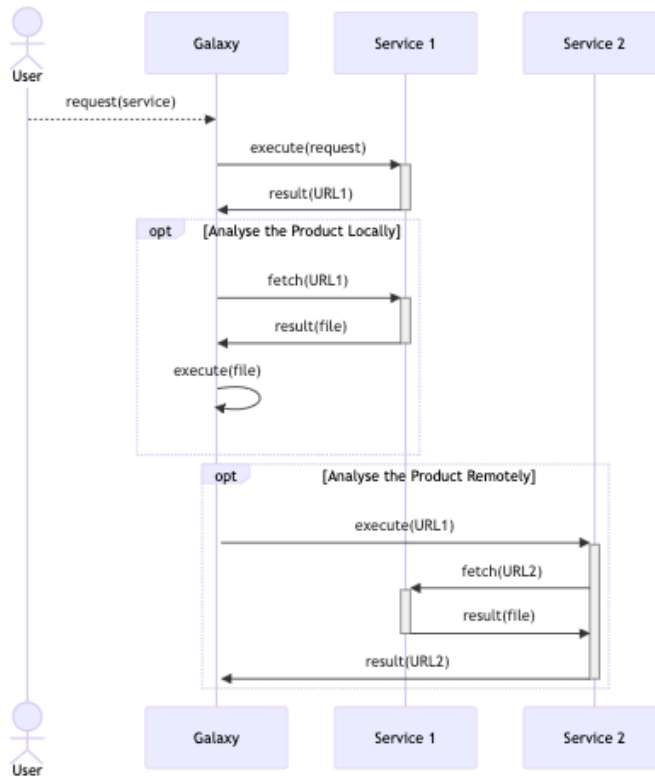 User
Galaxy
Service 1
Service 2
request(service)
execute(request)
result(URL1)
opt
[Analyse the Product Locally]
fetch(URL1)
result(file)
execute(file)
opt
[Analyse the Product Remotely]
execute(URL1)
fetch(URL2)
result(file)
result(URL2)
User
Galaxy
Service 1
Service 2